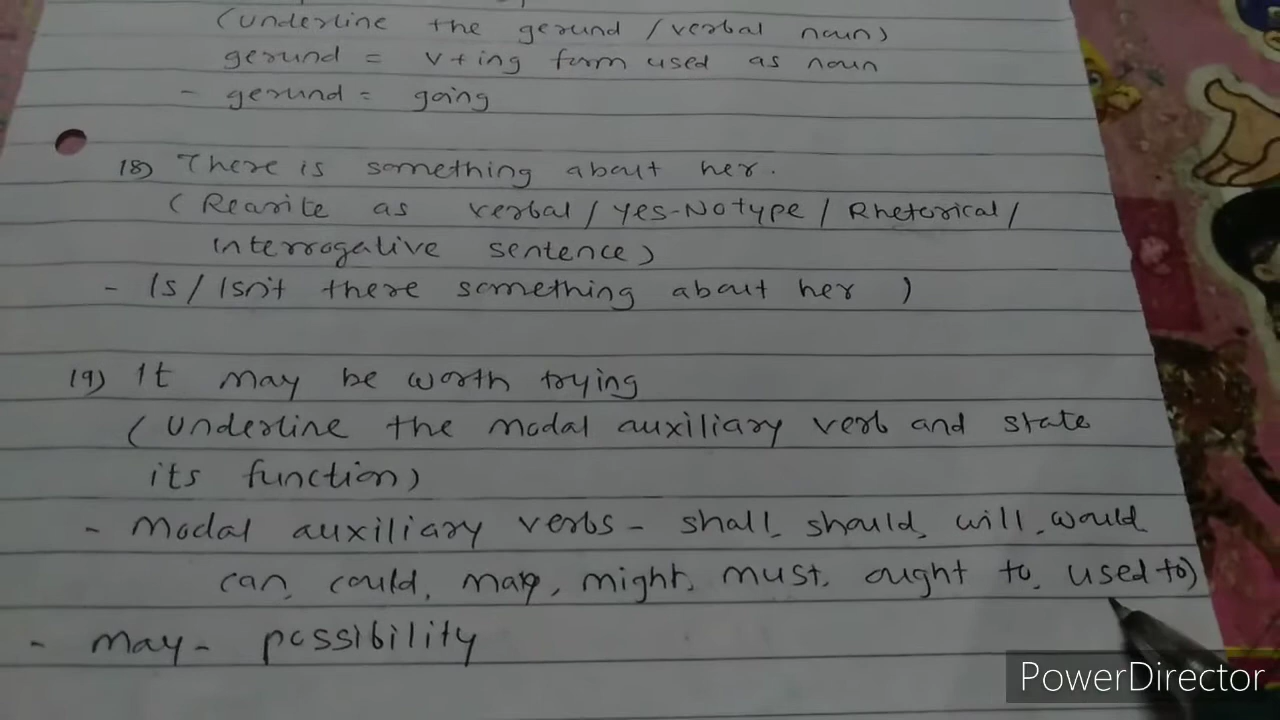 (underline the gerund / verbal noun)
gerund = v+ing form used as noun
- gerund = going
18) There is something about her.
(Rewrite as verbal / yes-No type / Rhetorical /
interrogative sentence)
- Is / Isn't there something about her )
19) It may be worth trying
(underline the modal auxiliary verb and state
its function)
- modal auxiliary verbs - shall, should, will, would
can, could, may, might, must, ought to, used to)
- may - possibility
PowerDirector